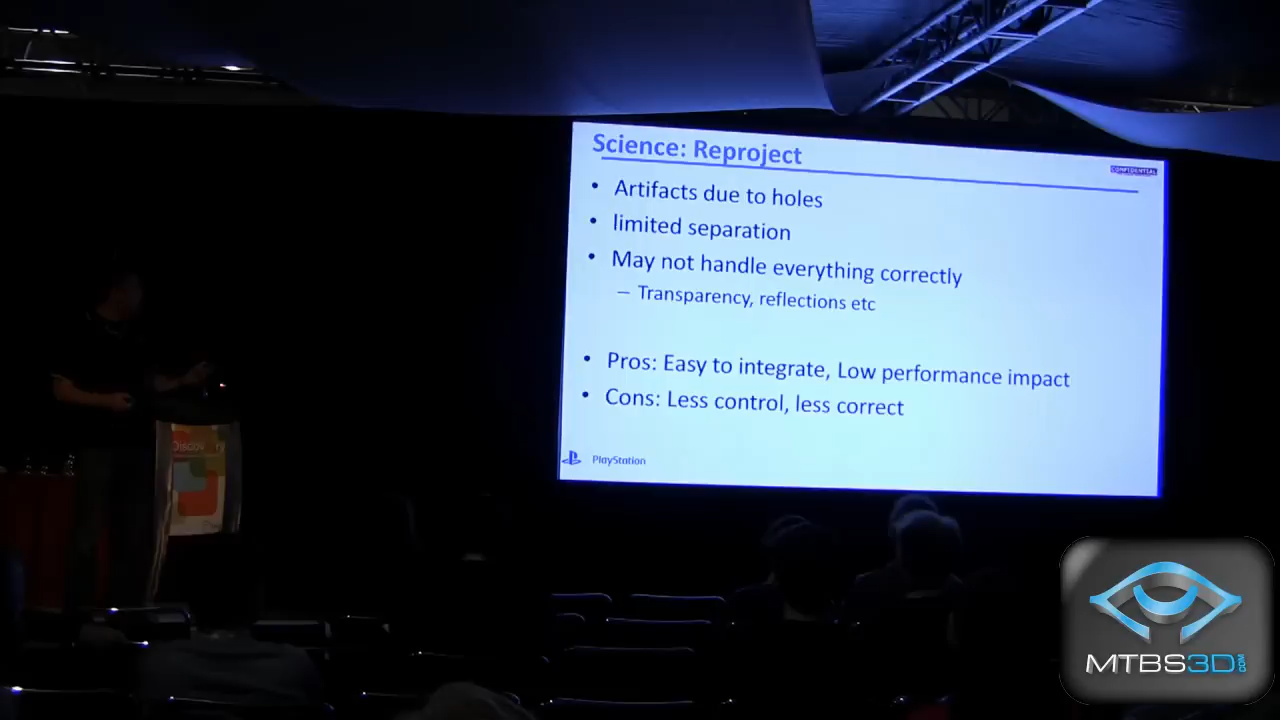 Science: Reproject
CONFIDENTIAL
• Artifacts due to holes
• limited separation
• May not handle everything correctly
– Transparency, reflections etc
• Pros: Easy to integrate, Low performance impact
• Cons: Less control, less correct
PlayStation
MTBS3D.COM